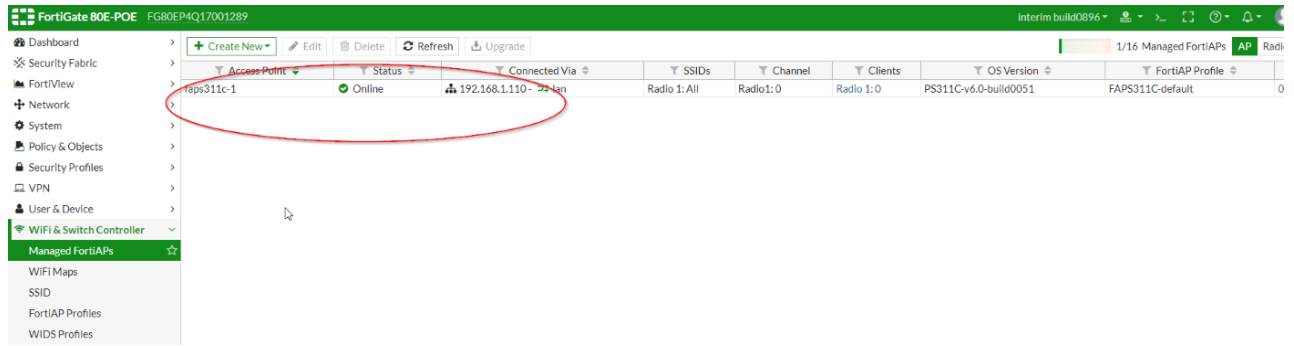 FortiGate 80E-POE FG80EP4Q17001289 interim build0896
Dashboard
Security Fabric
FortiView
Network
System
Policy & Objects
Security Profiles
VPN
User & Device
WiFi & Switch Controller
Managed FortiAPs
WiFi Maps
SSID
FortiAP Profiles
WIDS Profiles
+ Create New Edit Delete Refresh Upgrade 1/16 Managed FortiAPs AP Radi
Access Point Status Connected Via SSIDs Channel Clients OS Version FortiAP Profile
faps311c-1 Online 192.168.1.110 - lan Radio 1: All Radio1: 0 Radio 1: 0 PS311C-v6.0-build0051 FAPS311C-default 0